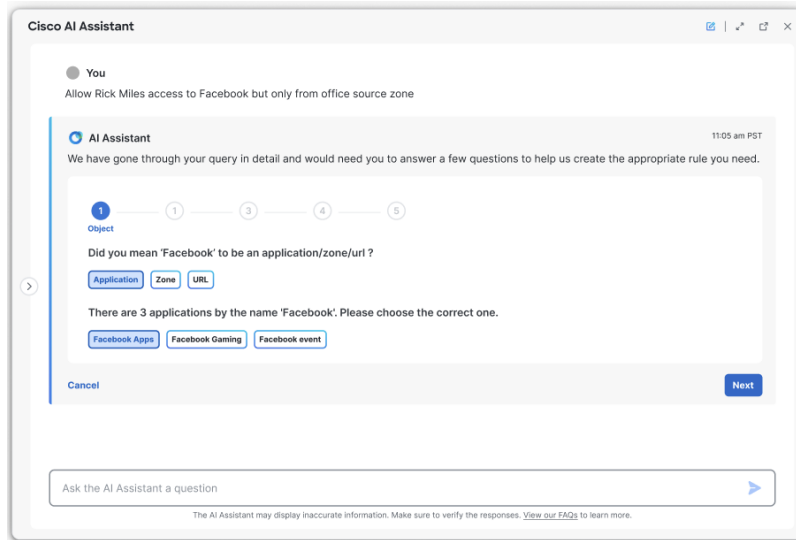 Cisco AI Assistant
You
Allow Rick Miles access to Facebook but only from office source zone
AI Assistant
11:05 am PST
We have gone through your query in detail and would need you to answer a few questions to help us create the appropriate rule you need.
1 1 3 4 5
Object
Did you mean 'Facebook' to be an application/zone/url ?
Application Zone URL
There are 3 applications by the name 'Facebook'. Please choose the correct one.
Facebook Apps Facebook Gaming Facebook event
Cancel Next
Ask the AI Assistant a question
The AI Assistant may display inaccurate information. Make sure to verify the responses. View our FAQs to learn more.